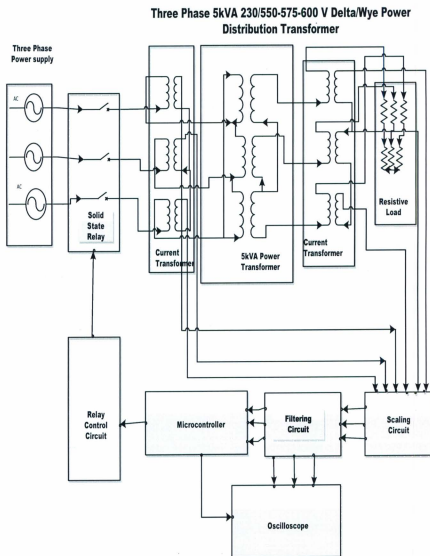 Three Phase 5kVA 230/550-575-600 V Delta/Wye Power
Distribution Transformer
Three Phase
Power supply
AC
AC
Solid
State
Relay
Current
Transformer
5kVA Power
Transformer
Current
Transformer
Resistive
Load
Relay
Control
Circuit
Microcontroller
Filtering
Circuit
Scaling
Circuit
Oscilloscope